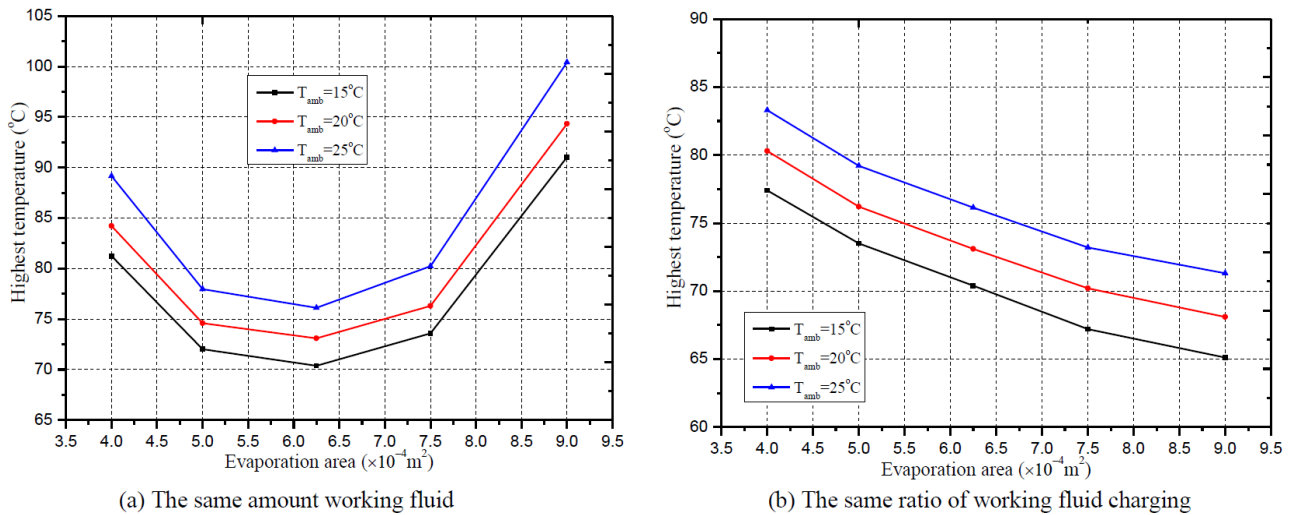 105
100
95
90
85
80
75
70
65
Highest temperature (°C)
T_amb=15°C
T_amb=20°C
T_amb=25°C
3.5 4.0 4.5 5.0 5.5 6.0 6.5 7.0 7.5 8.0 8.5 9.0 9.5
Evaporation area (×10⁻⁴m²)
(a) The same amount working fluid
90
85
80
75
70
65
60
Highest temperature (°C)
T_amb=15°C
T_amb=20°C
T_amb=25°C
3.5 4.0 4.5 5.0 5.5 6.0 6.5 7.0 7.5 8.0 8.5 9.0 9.5
Evaporation area (×10⁻⁴m²)
(b) The same ratio of working fluid charging